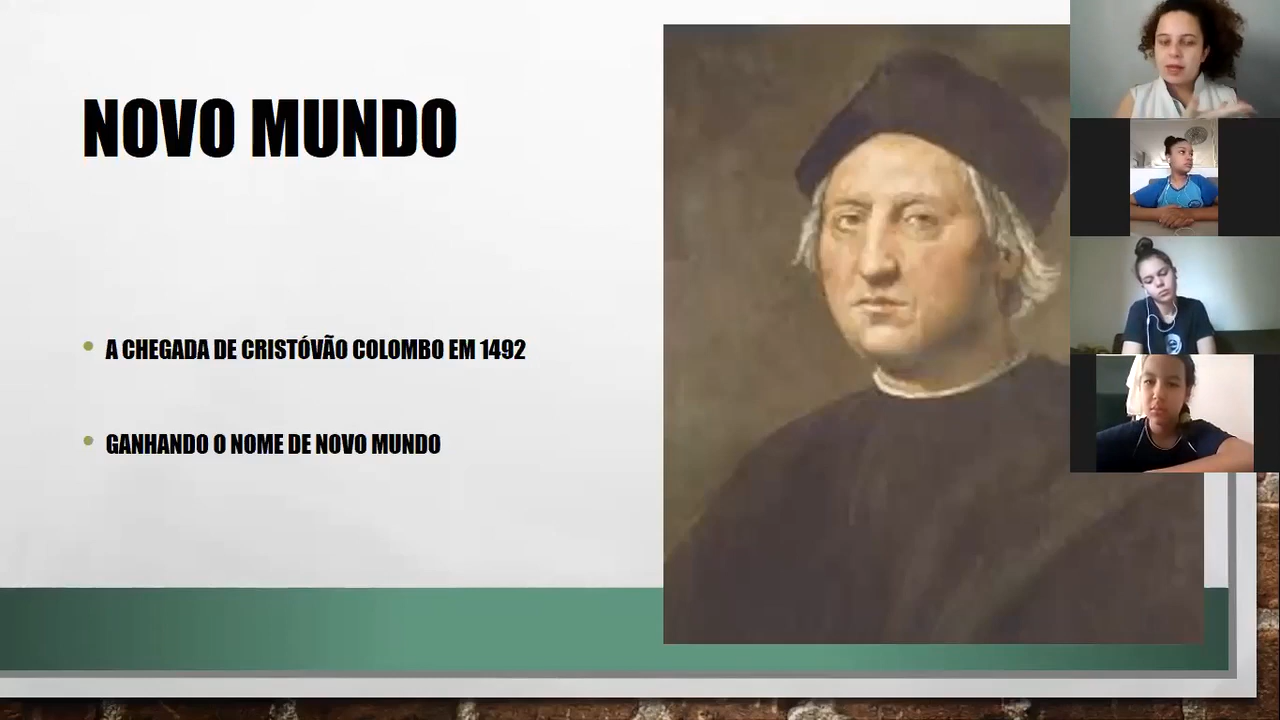 NOVO MUNDO
A CHEGADA DE CRISTÓVÃO COLOMBO EM 1492
GANHANDO O NOME DE NOVO MUNDO